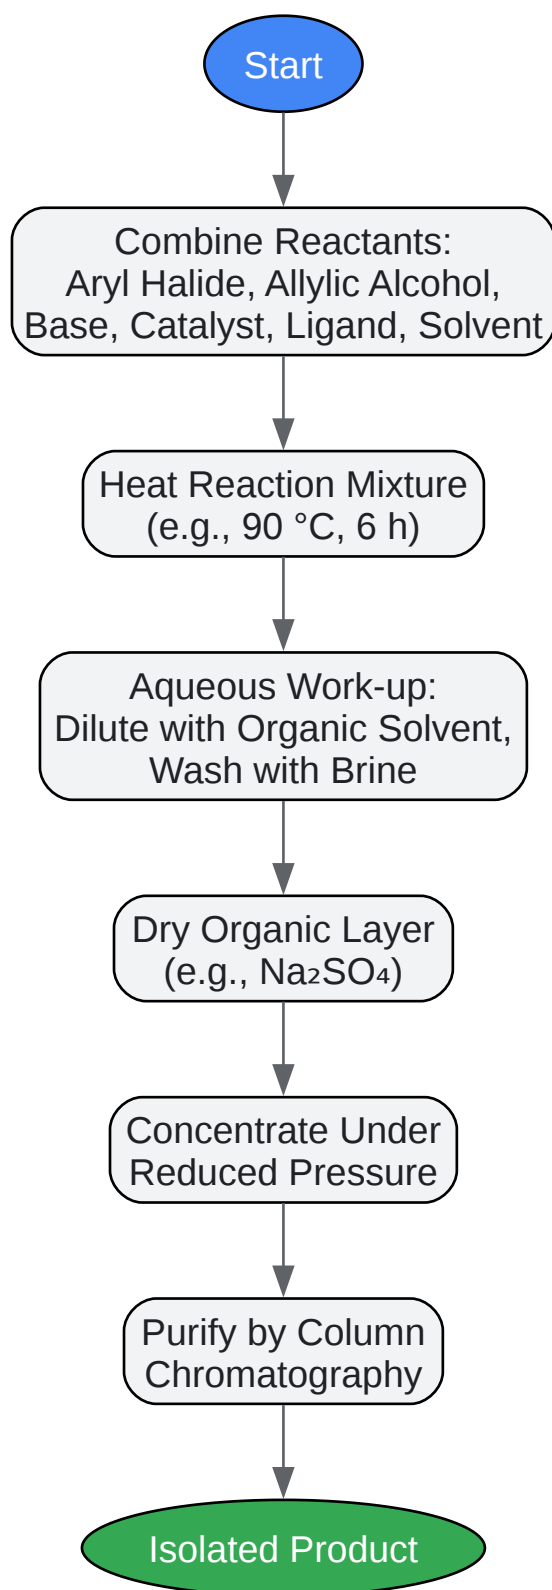 Start
Combine Reactants:
Aryl Halide, Allylic Alcohol,
Base, Catalyst, Ligand, Solvent
Heat Reaction Mixture
(e.g., 90 °C, 6 h)
Aqueous Work-up:
Dilute with Organic Solvent,
Wash with Brine
Dry Organic Layer
(e.g., Na₂SO₄)
Concentrate Under
Reduced Pressure
Purify by Column
Chromatography
Isolated Product